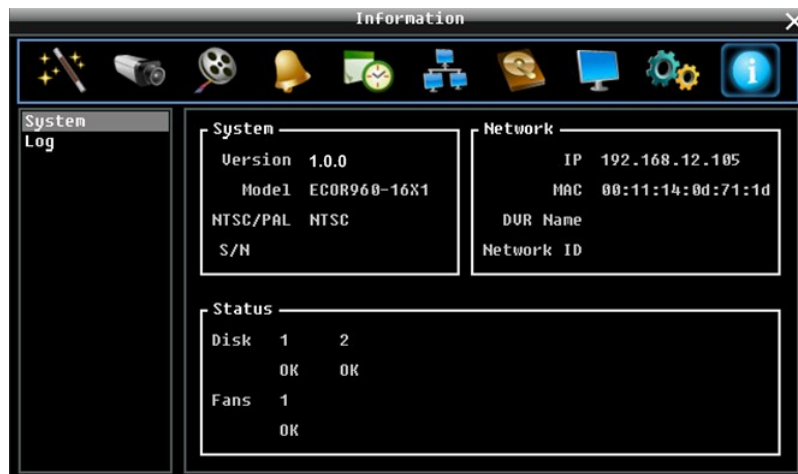 Information
System
Log
System
Version 1.0.0
Model ECOR960-16X1
NTSC/PAL NTSC
S/N
Network
IP 192.168.12.105
MAC 00:11:14:0d:71:1d
DVR Name
Network ID
Status
Disk 1 2
OK OK
Fans 1
OK